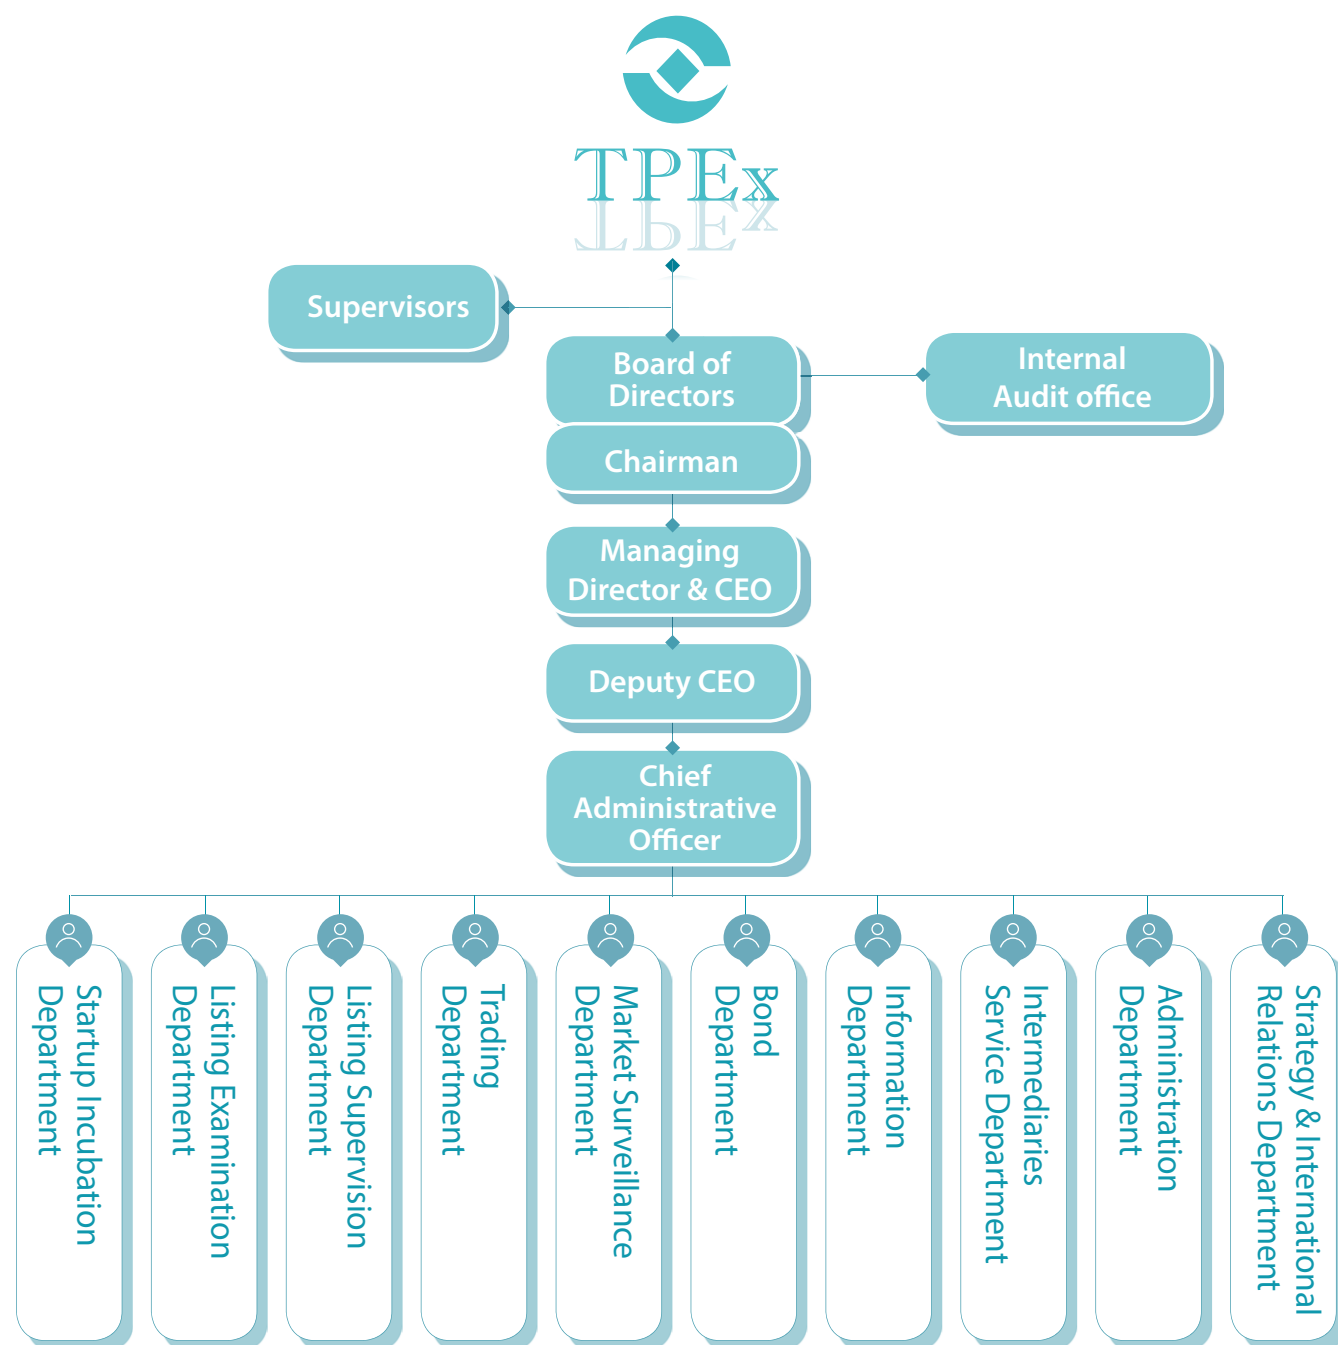 TPEx
Supervisors
Board of
Directors
Internal
Audit office
Chairman
Managing
Director & CEO
Deputy CEO
Chief
Administrative
Officer
Startup Incubation
Department
Listing Examination
Department
Listing Supervision
Department
Trading
Department
Market Surveillance
Department
Bond
Department
Information
Department
Intermediaries
Service Department
Administration
Department
Strategy & International
Relations Department